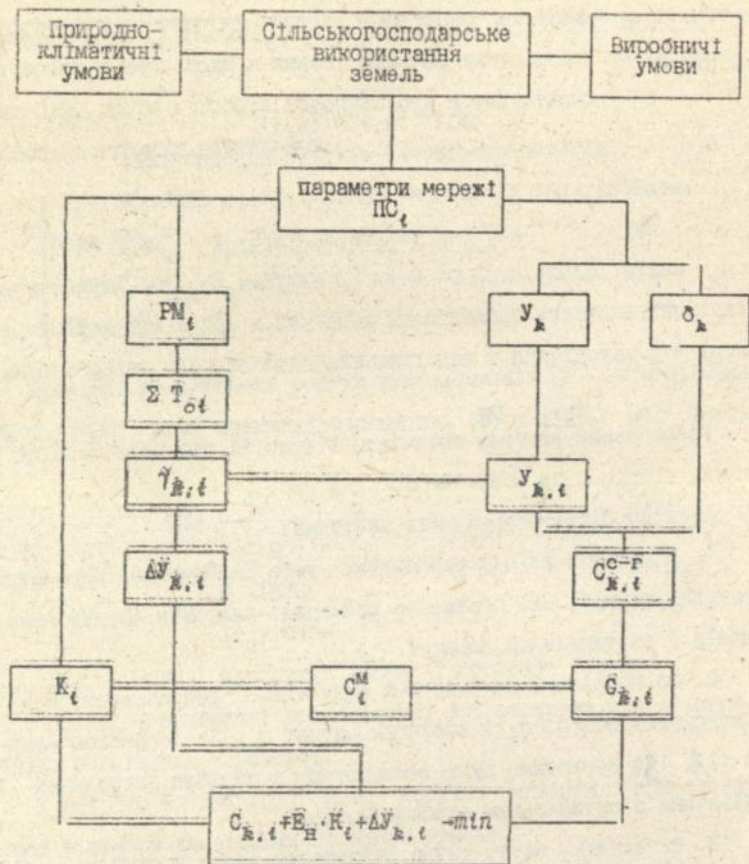 Природно-
кліматичні
умови
Сільськогосподарське
використання
земель
Виробничі
умови
параметри мережі
ПС_i
РМ_i
У_k
δ_k
Σ Т_оi
γ_k,i
У_k,i
ΔУ_k,i
С^с-г_k,i
К_i
С^М_i
С_k,i
С_k,i+Е_н·К_i+ΔУ_k,i →min